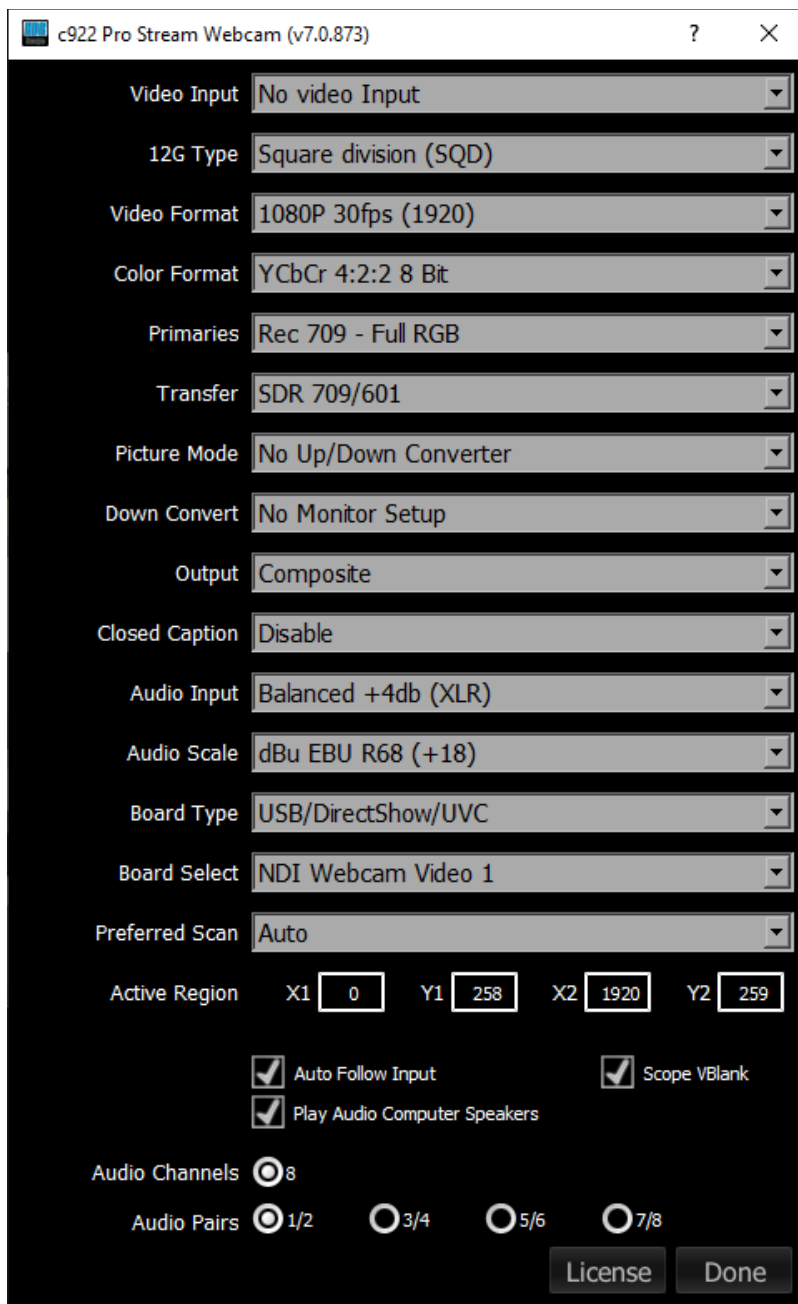 c922 Pro Stream Webcam (v7.0.873) ? ×
Video Input No video Input
12G Type Square division (SQD)
Video Format 1080P 30fps (1920)
Color Format YCbCr 4:2:2 8 Bit
Primaries Rec 709 - Full RGB
Transfer SDR 709/601
Picture Mode No Up/Down Converter
Down Convert No Monitor Setup
Output Composite
Closed Caption Disable
Audio Input Balanced +4db (XLR)
Audio Scale dBu EBU R68 (+18)
Board Type USB/DirectShow/UVC
Board Select NDI Webcam Video 1
Preferred Scan Auto
Active Region X1 0 Y1 258 X2 1920 Y2 259
Auto Follow Input Scope VBlank
Play Audio Computer Speakers
Audio Channels 8
Audio Pairs 1/2 3/4 5/6 7/8
License Done